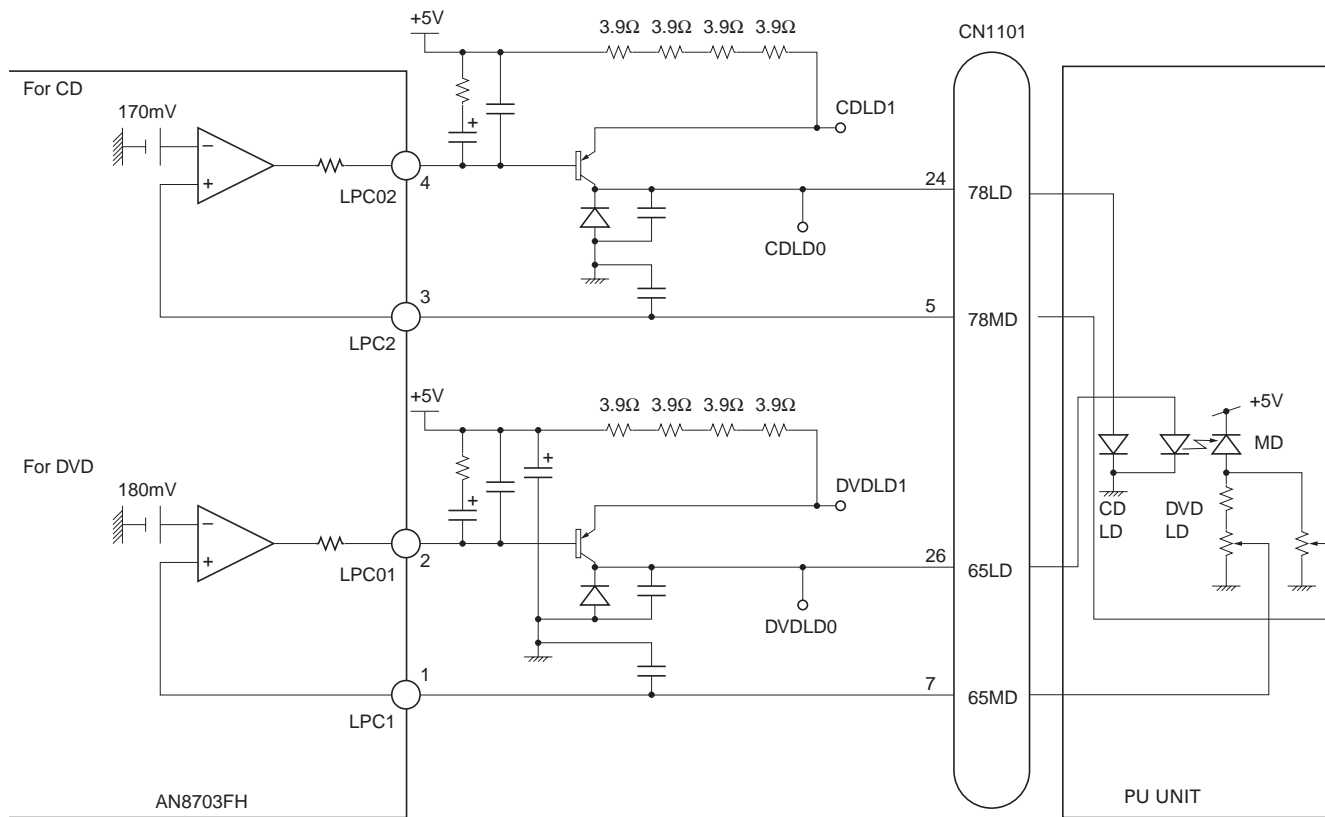 +5V
3.9Ω 3.9Ω 3.9Ω 3.9Ω
CN1101
For CD
170mV
CDLD1
−
+
+
LPC02
4
24
78LD
CDLD0
3
LPC2
5
78MD
+5V
3.9Ω 3.9Ω 3.9Ω 3.9Ω
+5V
MD
For DVD
180mV
+
+
DVDLD1
CD LD
DVD LD
−
+
LPC01
2
26
65LD
DVDLD0
1
LPC1
7
65MD
AN8703FH
PU UNIT